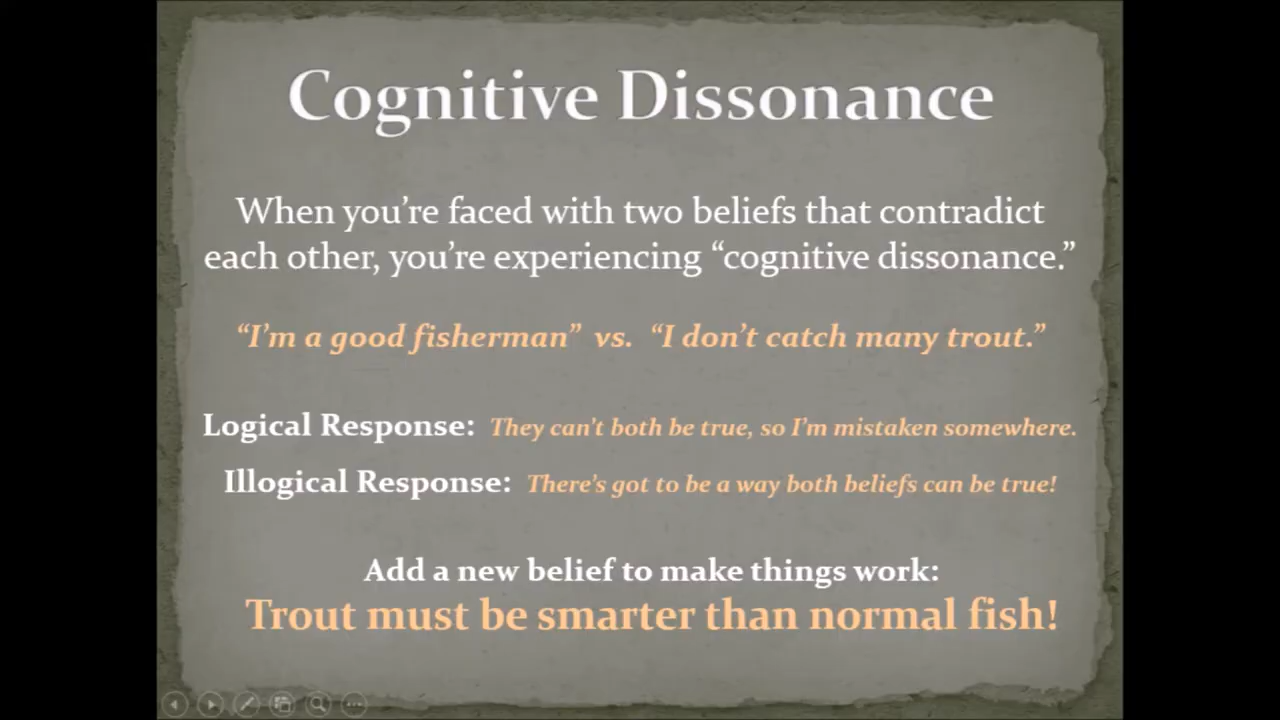 Cognitive Dissonance
When you’re faced with two beliefs that contradict
each other, you’re experiencing “cognitive dissonance.”
“I’m a good fisherman” vs. “I don’t catch many trout.”
Logical Response: They can’t both be true, so I’m mistaken somewhere.
Illogical Response: There’s got to be a way both beliefs can be true!
Add a new belief to make things work:
Trout must be smarter than normal fish!